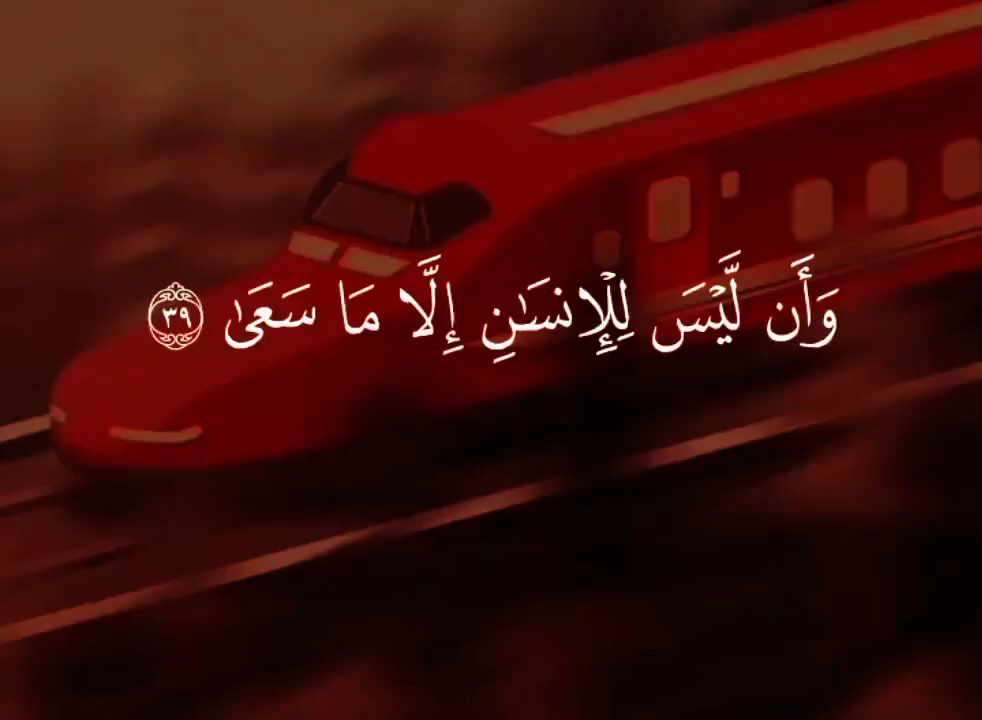 وَأَن لَّيْسَ لِلْإِنسَٰنِ إِلَّا مَا سَعَىٰ ٣٩